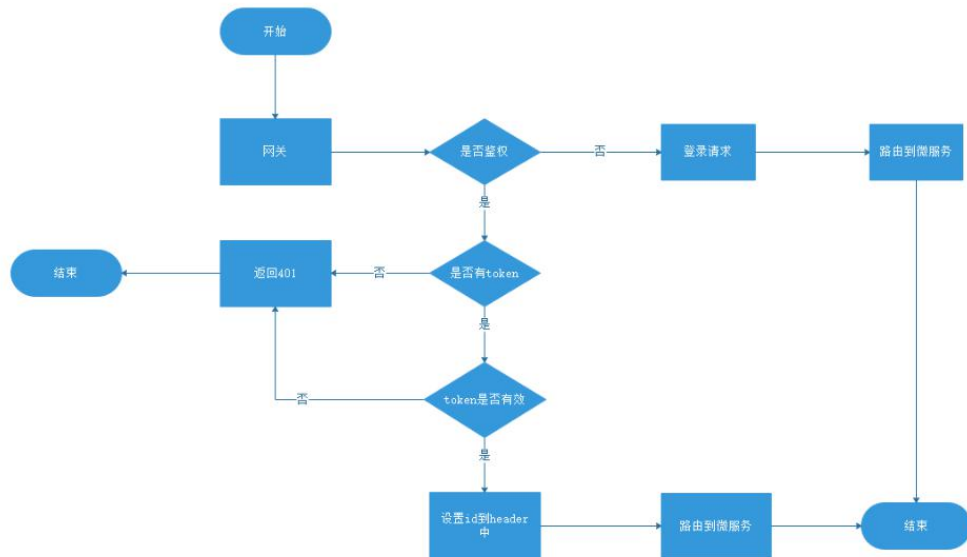 开始
网关
是否鉴权
否
登录请求
路由到微服务
是
结束
返回401
否
是否有token
是
否
token是否有效
是
设置id到header
中
路由到微服务
结束